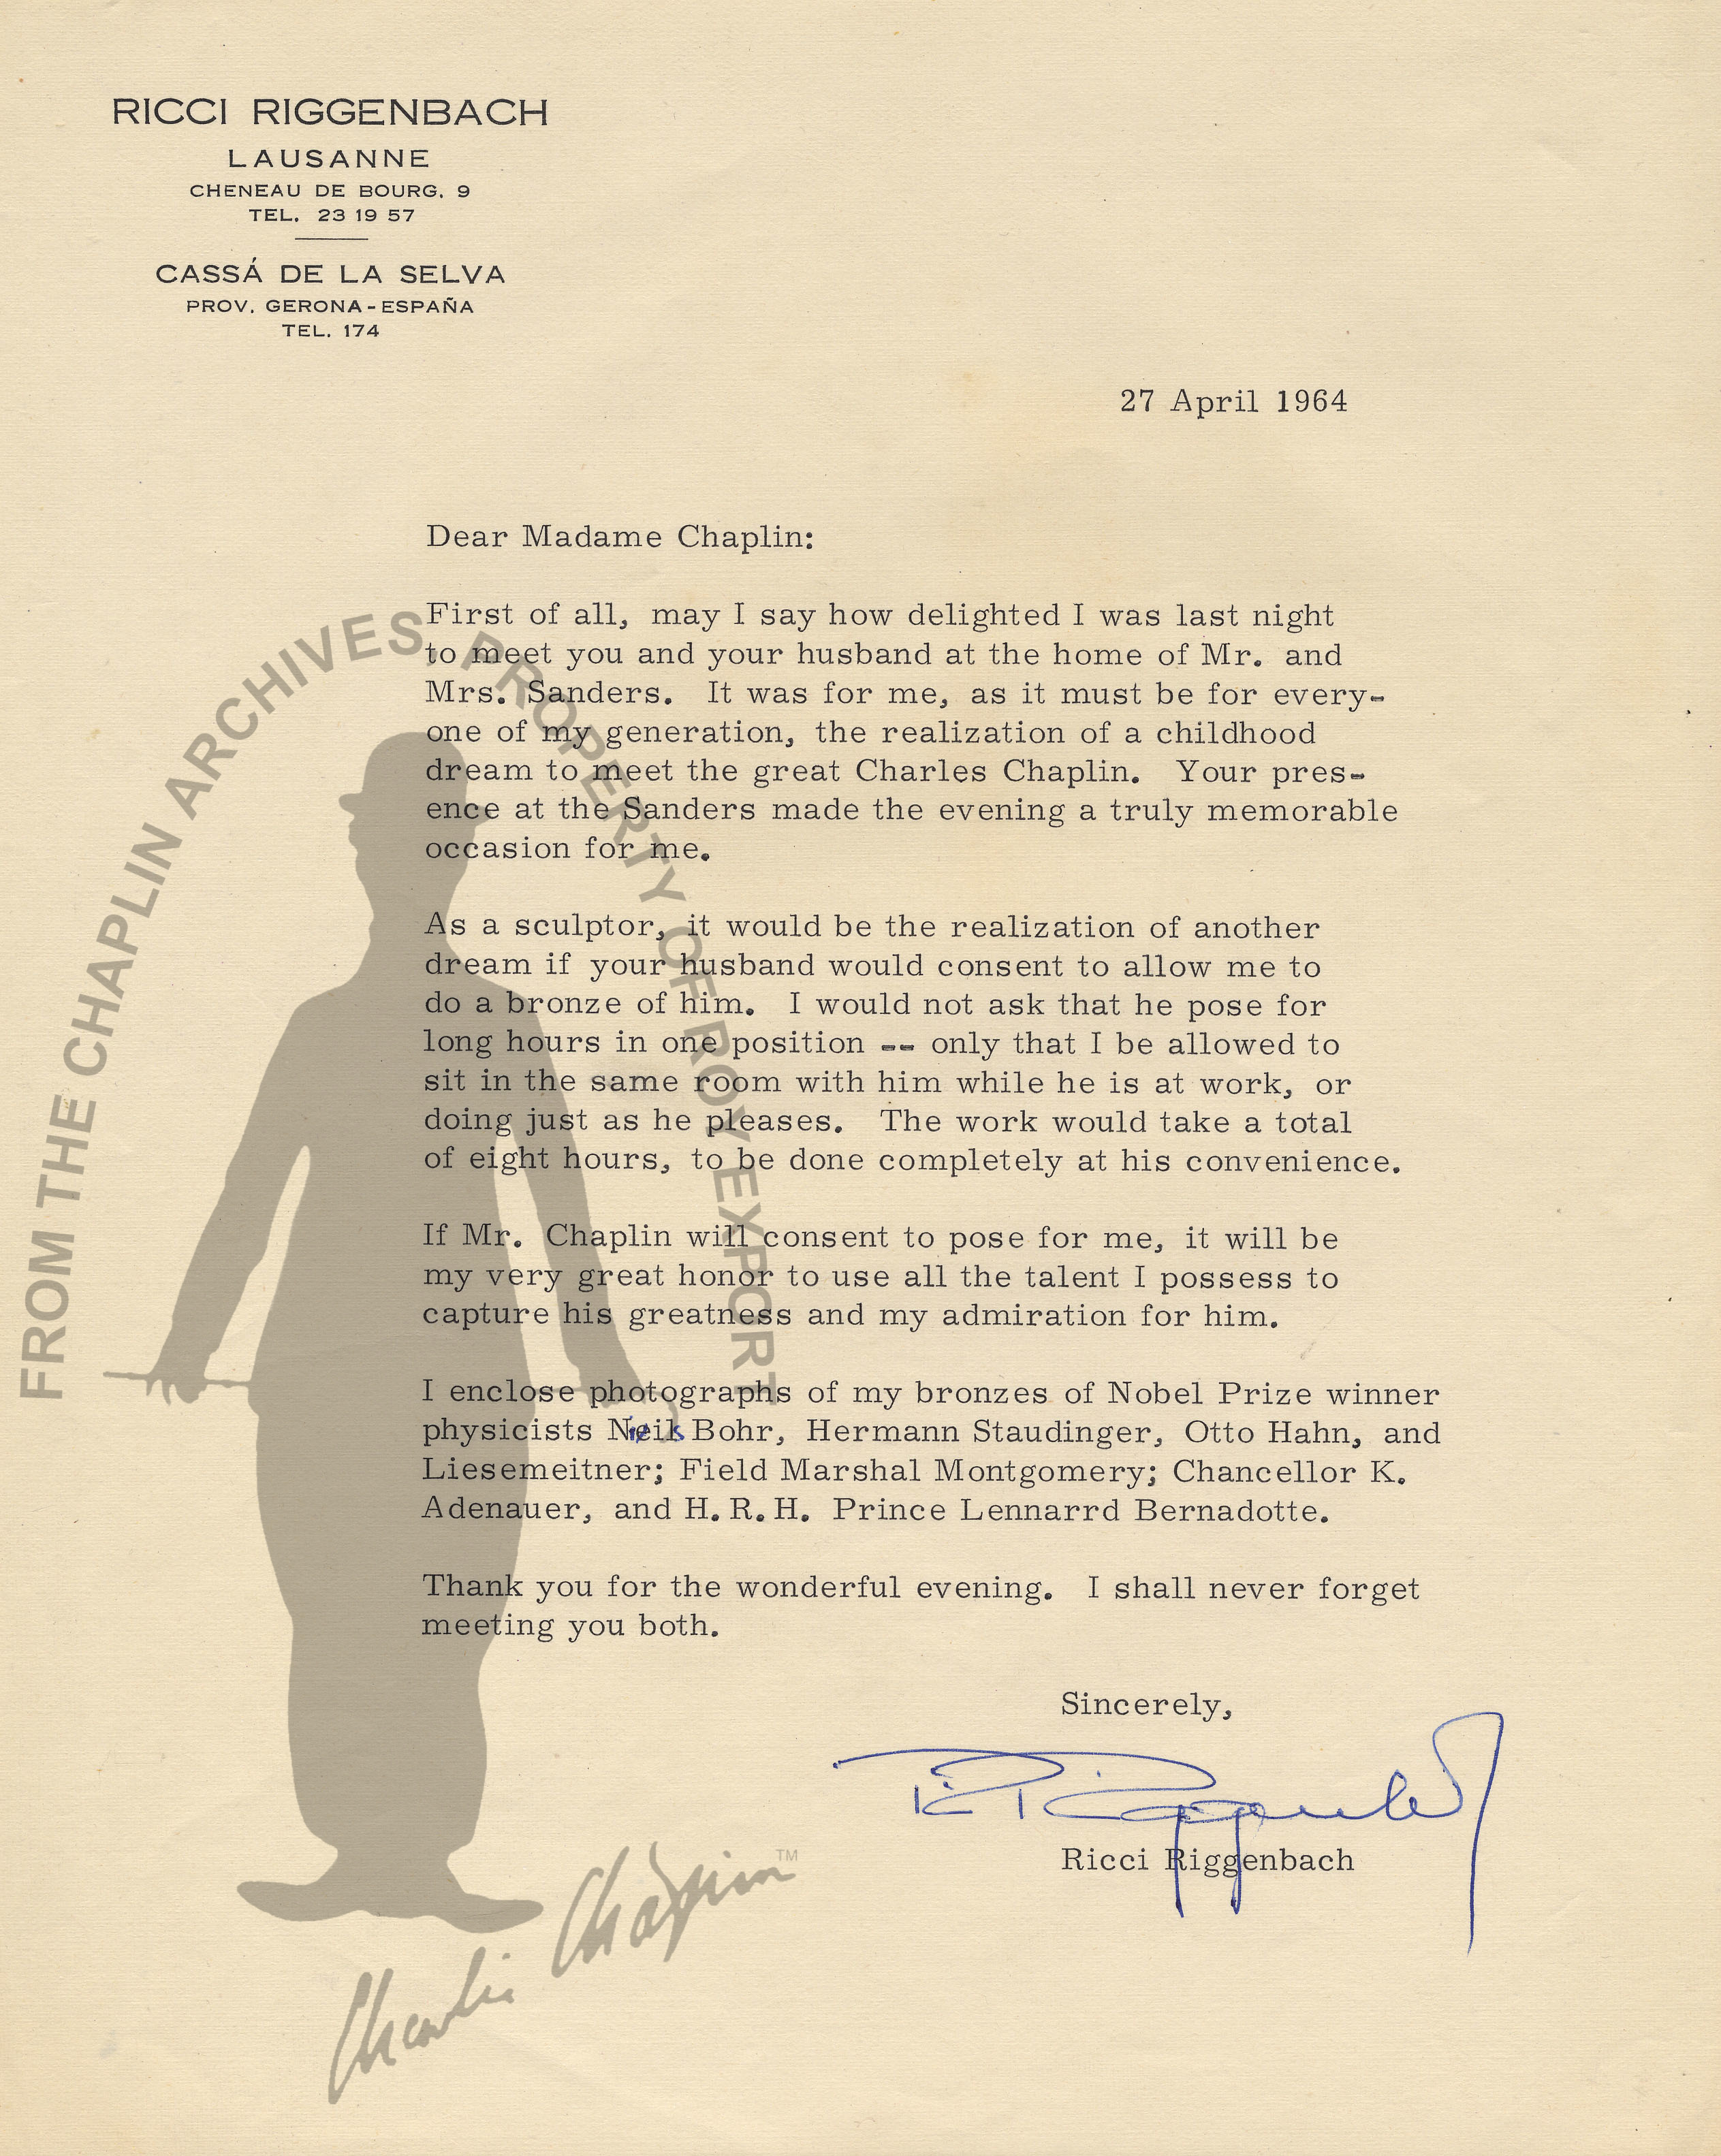 RICCI RIGGENBACH
LAUSANNE
CHENEAU DE BOURG. 9
TEL. 23 19 57
CASSÁ DE LA SELVA
PROV. GERONA-ESPAÑA
TEL. 174
27 April 1964
Dear Madame Chaplin:
First of all, may I say how delighted I was last night
to meet you and your husband at the home of Mr. and
Mrs. Sanders. It was for me, as it must be for every-
one of my generation, the realization of a childhood
dream to meet the great Charles Chaplin. Your pres-
ence at the Sanders made the evening a truly memorable
occasion for me.
As a sculptor, it would be the realization of another
dream if your husband would consent to allow me to
do a bronze of him. I would not ask that he pose for
long hours in one position -- only that I be allowed to
sit in the same room with him while he is at work, or
doing just as he pleases. The work would take a total
of eight hours, to be done completely at his convenience.
If Mr. Chaplin will consent to pose for me, it will be
my very great honor to use all the talent I possess to
capture his greatness and my admiration for him.
I enclose photographs of my bronzes of Nobel Prize winner
physicists Niels Bohr, Hermann Staudinger, Otto Hahn, and
Liesemeitner; Field Marshal Montgomery; Chancellor K.
Adenauer, and H.R.H. Prince Lennarrd Bernadotte.
Thank you for the wonderful evening. I shall never forget
meeting you both.
Sincerely,
R Riggenbach
Ricci Riggenbach
FROM THE CHAPLIN ARCHIVES PROPERTY OF ROY EXPORT
Charlie Chaplin™